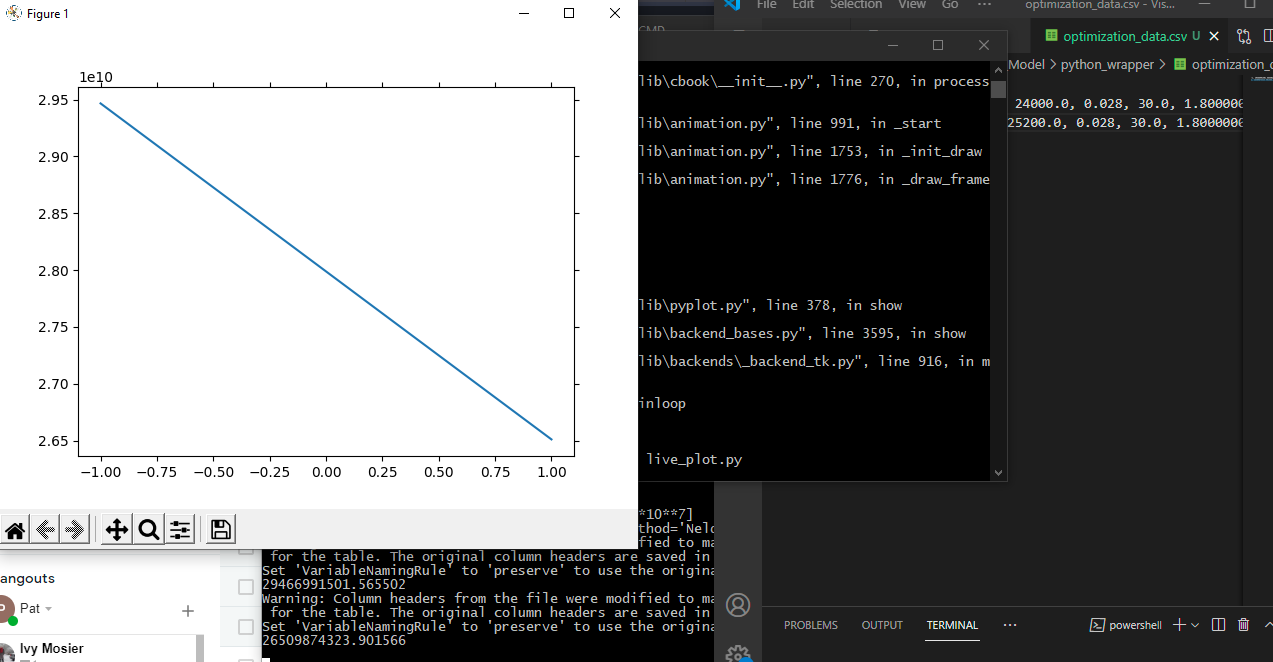 Figure 1
1e10
2.95
2.90
2.85
2.80
2.75
2.70
2.65
−1.00 −0.75 −0.50 −0.25 0.00 0.25 0.50 0.75 1.00
lib\cbook\__init__.py", line 270, in process
lib\animation.py", line 991, in _start
lib\animation.py", line 1753, in _init_draw
lib\animation.py", line 1776, in _draw_frame
lib\pyplot.py", line 378, in show
lib\backend_bases.py", line 3595, in show
lib\backends\_backend_tk.py", line 916, in m
inloop
live_plot.py
File Edit Selection View Go ···
optimization_data.csv - Vis...
optimization_data.csv U
Model > python_wrapper > optimization_
24000.0, 0.028, 30.0, 1.800000
25200.0, 0.028, 30.0, 1.8000000
*10**7]
thod='Nelo
fied to ma
for the table. The original column headers are saved in
Set 'VariableNamingRule' to 'preserve' to use the origina
29466991501.565502
Warning: Column headers from the file were modified to ma
for the table. The original column headers are saved in
Set 'VariableNamingRule' to 'preserve' to use the origina
26509874323.901566
angouts
Pat
Ivy Mosier
PROBLEMS OUTPUT TERMINAL ··· powershell